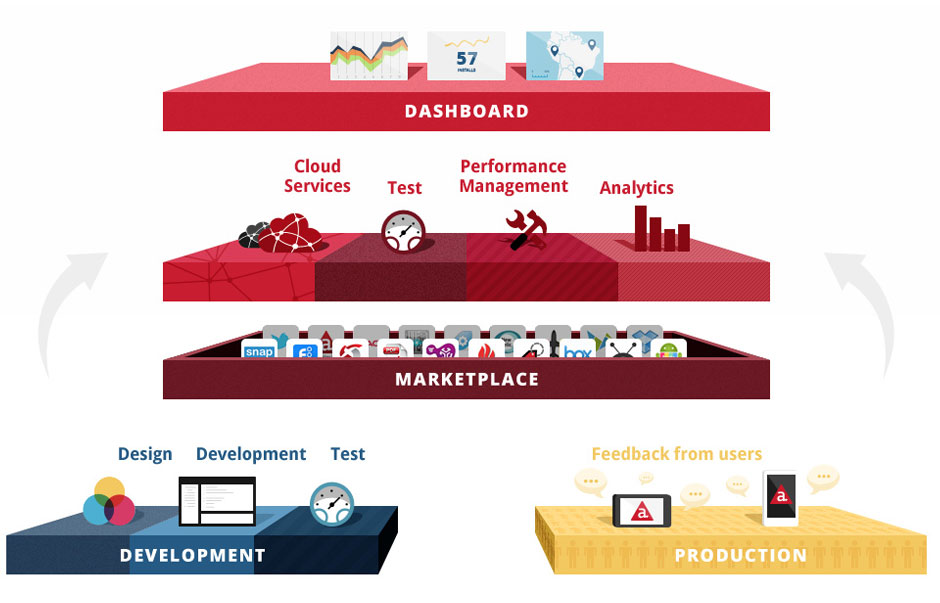 57
INSTALLS
DASHBOARD
Cloud
Services
Test
Performance
Management
Analytics
snap
box
MARKETPLACE
Design
Development
Test
Feedback from users
DEVELOPMENT
PRODUCTION
a
a